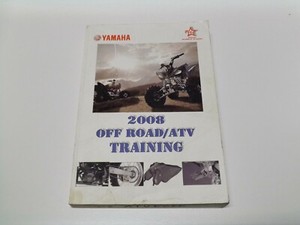 YAMAHA
2008
OFF ROAD/ATV
TRAINING